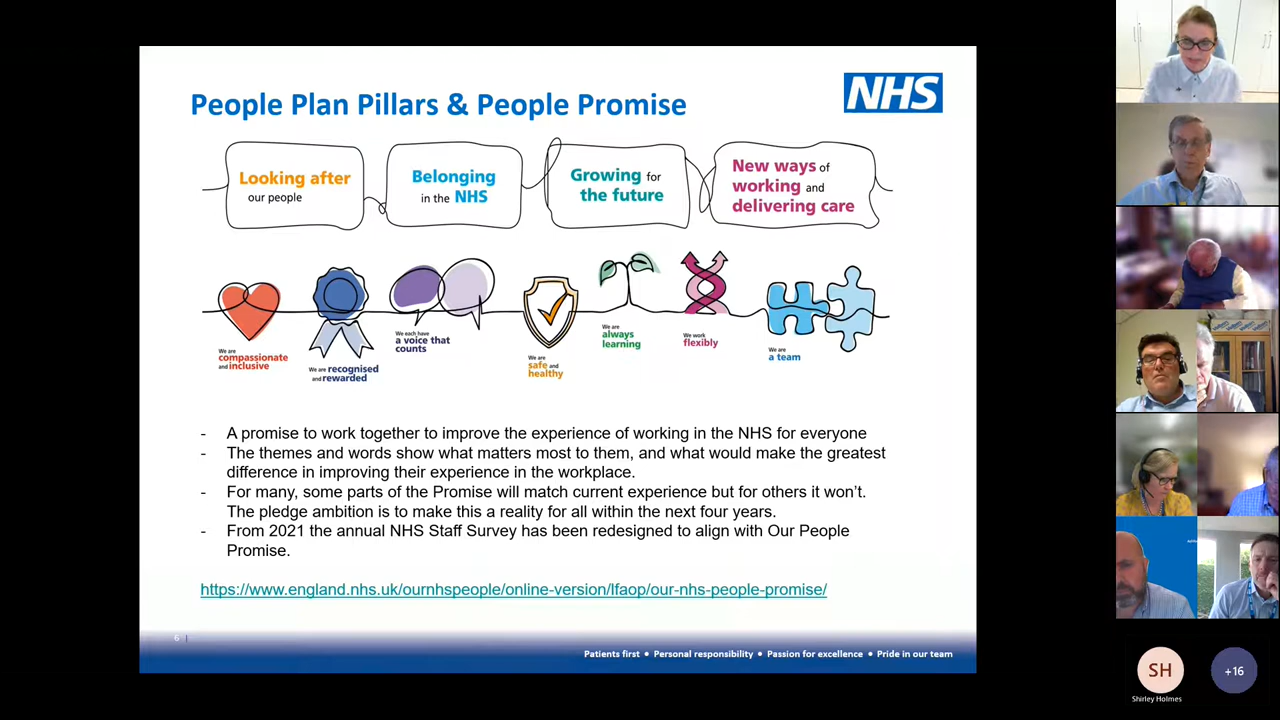 People Plan Pillars & People Promise
NHS
Looking after
our people
Belonging
in the NHS
Growing for
the future
New ways of
working and
delivering care
We are
compassionate
and inclusive
We are recognised
and rewarded
We each have
a voice that
counts
We are
safe and
healthy
We are
always
learning
We work
flexibly
We are
a team
- A promise to work together to improve the experience of working in the NHS for everyone
- The themes and words show what matters most to them, and what would make the greatest
difference in improving their experience in the workplace.
- For many, some parts of the Promise will match current experience but for others it won't.
The pledge ambition is to make this a reality for all within the next four years.
- From 2021 the annual NHS Staff Survey has been redesigned to align with Our People
Promise.
https://www.england.nhs.uk/ournhspeople/online-version/lfaop/our-nhs-people-promise/
6 |
Patients first • Personal responsibility • Passion for excellence • Pride in our team
SH
Shirley Holmes
+16